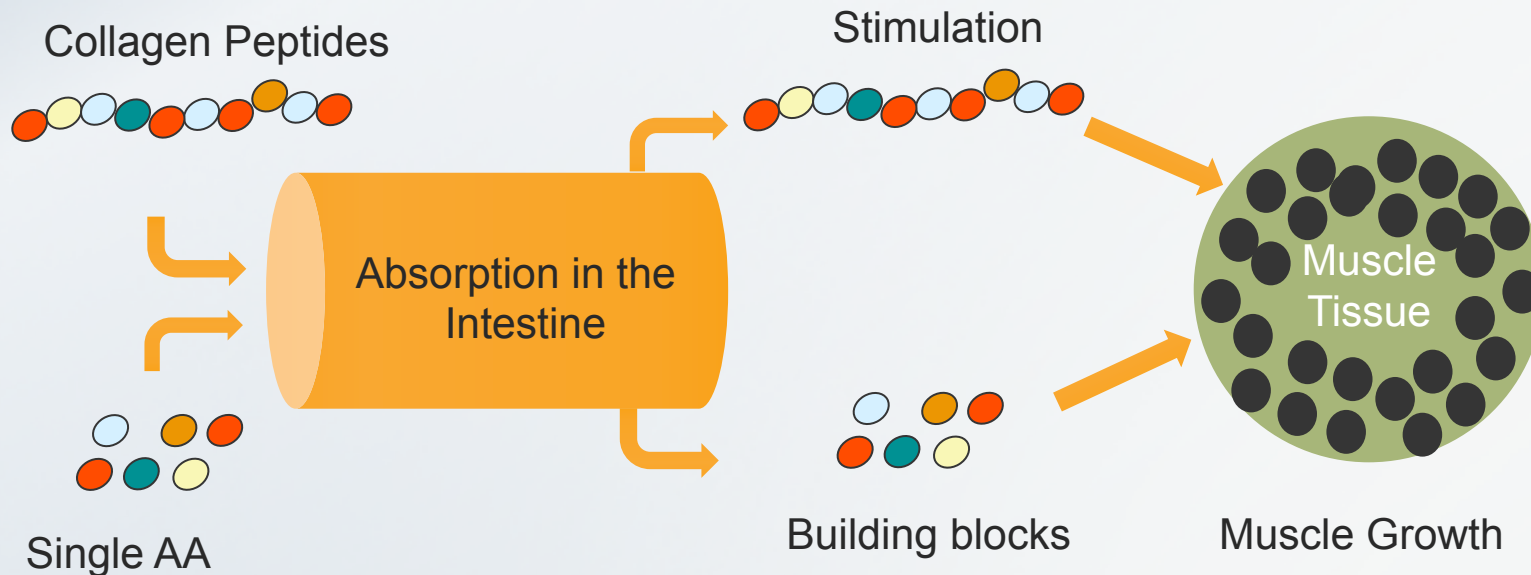 Collagen Peptides
Stimulation
Absorption in the
Intestine
Muscle
Tissue
Single AA
Building blocks
Muscle Growth